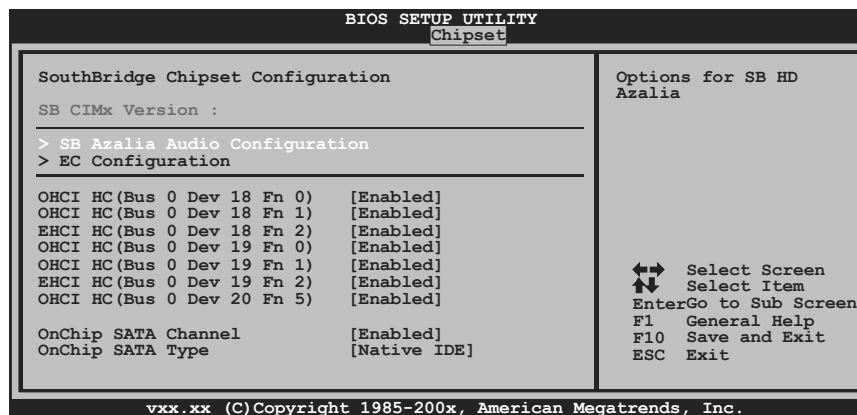 BIOS SETUP UTILITY
Chipset
SouthBridge Chipset Configuration
SB CIMx Version :
> SB Azalia Audio Configuration
> EC Configuration
OHCI HC(Bus 0 Dev 18 Fn 0) [Enabled]
OHCI HC(Bus 0 Dev 18 Fn 1) [Enabled]
EHCI HC(Bus 0 Dev 18 Fn 2) [Enabled]
OHCI HC(Bus 0 Dev 19 Fn 0) [Enabled]
OHCI HC(Bus 0 Dev 19 Fn 1) [Enabled]
EHCI HC(Bus 0 Dev 19 Fn 2) [Enabled]
OHCI HC(Bus 0 Dev 20 Fn 5) [Enabled]
OnChip SATA Channel [Enabled]
OnChip SATA Type [Native IDE]
Options for SB HD
Azalia
Select Screen
Select Item
EnterGo to Sub Screen
F1 General Help
F10 Save and Exit
ESC Exit
vxx.xx (C)Copyright 1985-200x, American Megatrends, Inc.